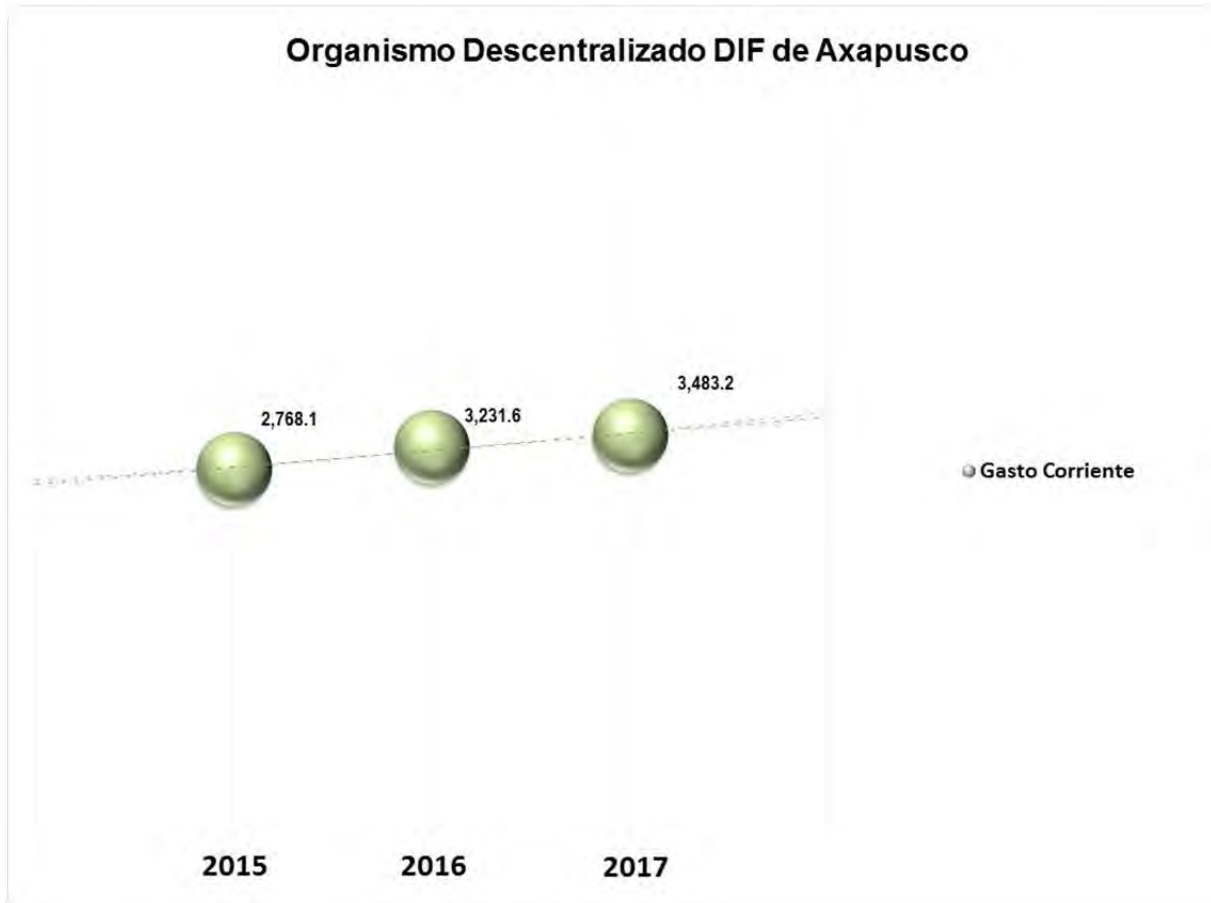 Organismo Descentralizado DIF de Axapusco
3,483.2
2,768.1
3,231.6
Gasto Corriente
2015 2016 2017